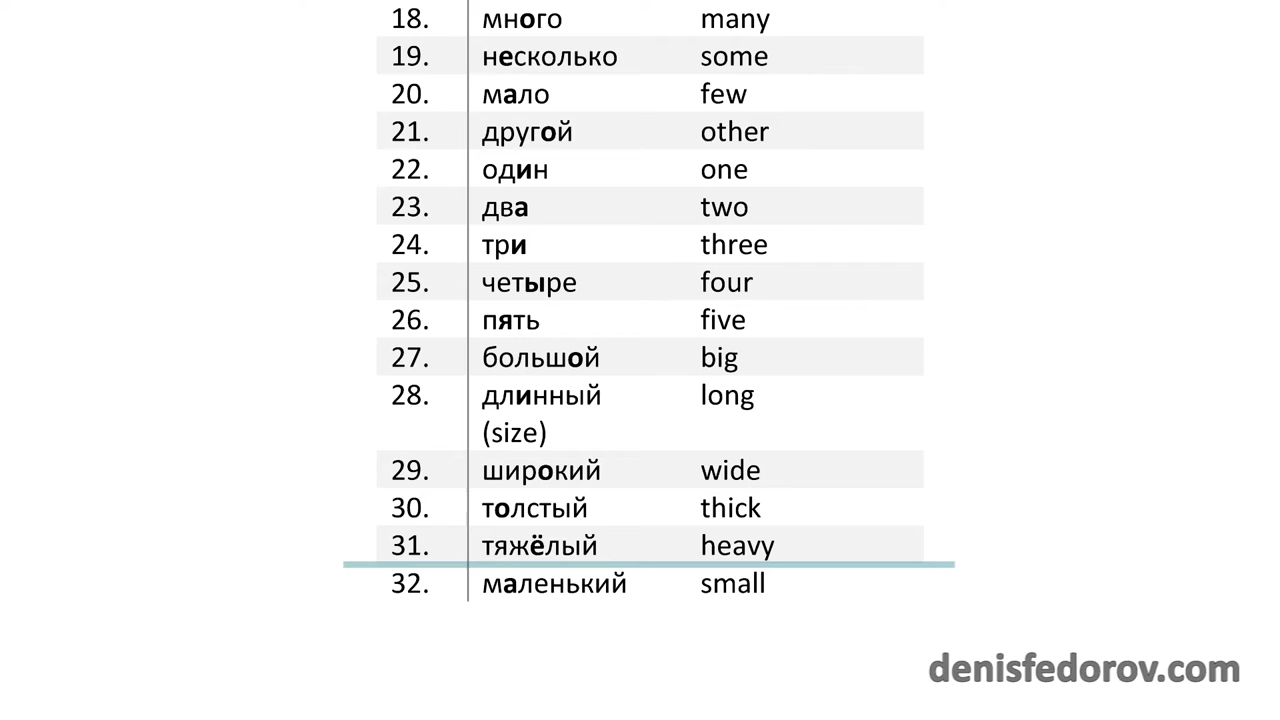 18. много many
19. несколько some
20. мало few
21. другой other
22. один one
23. два two
24. три three
25. четыре four
26. пять five
27. большой big
28. длинный long
(size)
29. широкий wide
30. толстый thick
31. тяжёлый heavy
32. маленький small
denisfedorov.com